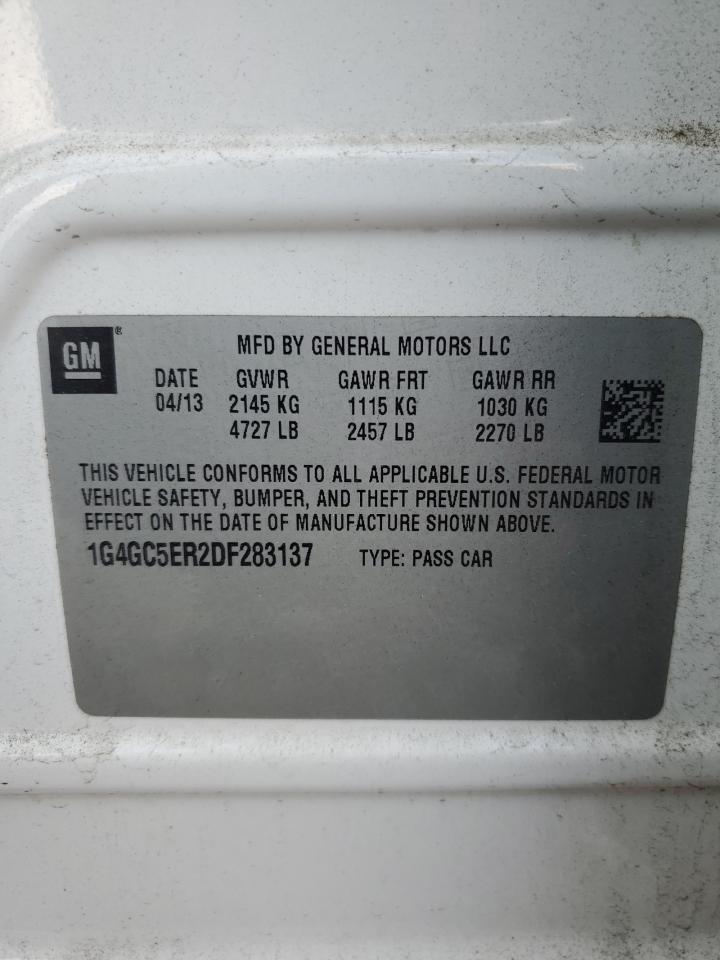 GM®
MFD BY GENERAL MOTORS LLC
DATE GVWR GAWR FRT GAWR RR
04/13 2145 KG 1115 KG 1030 KG
4727 LB 2457 LB 2270 LB
THIS VEHICLE CONFORMS TO ALL APPLICABLE U.S. FEDERAL MOTOR
VEHICLE SAFETY, BUMPER, AND THEFT PREVENTION STANDARDS IN
EFFECT ON THE DATE OF MANUFACTURE SHOWN ABOVE.
1G4GC5ER2DF283137 TYPE: PASS CAR